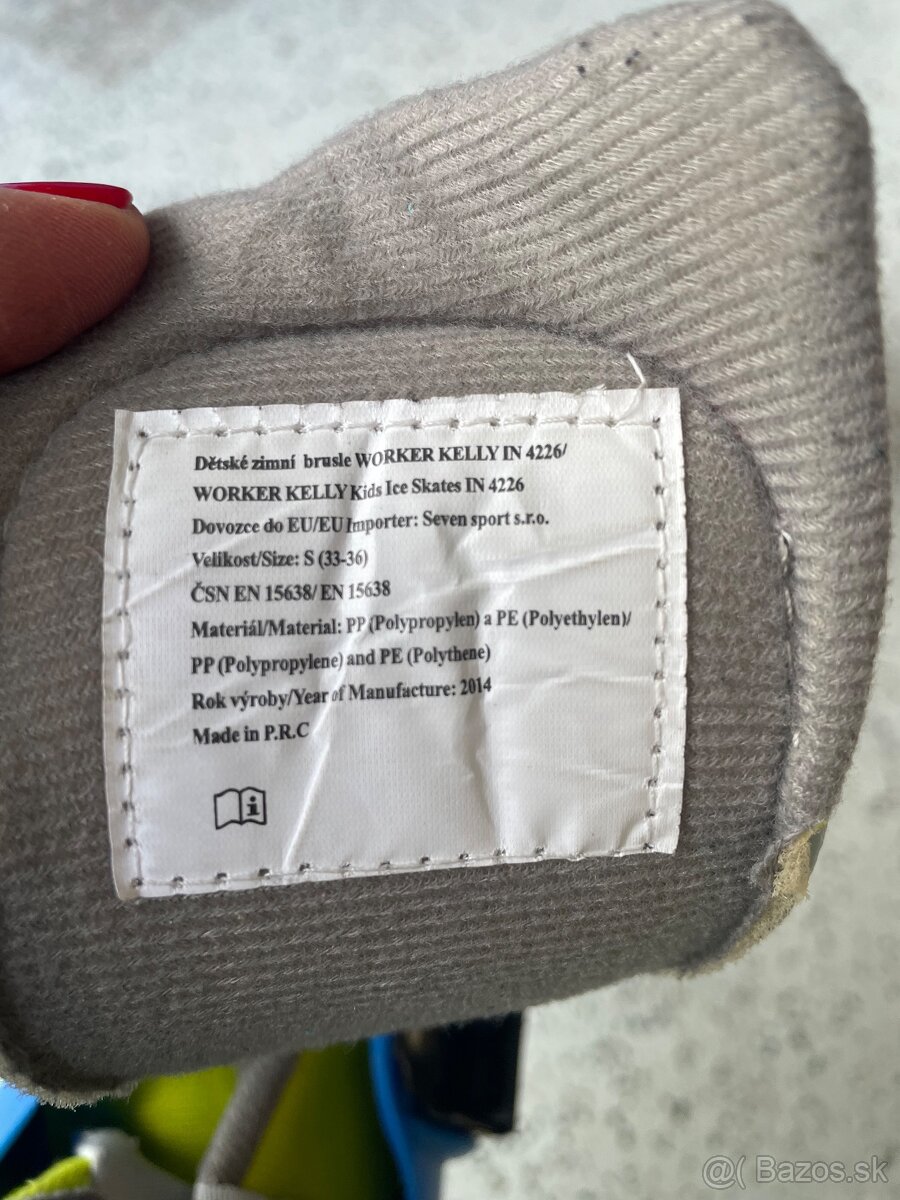 Dětské zimní brusle WORKER KELLY IN 4226/
WORKER KELLY Kids Ice Skates IN 4226
Dovozce do EU/EU Importer: Seven sport s.r.o.
Velikost/Size: S (33-36)
ČSN EN 15638/ EN 15638
Materiál/Material: PP (Polypropylen) a PE (Polyethylen)/
PP (Polypropylene) and PE (Polythene)
Rok výroby/Year of Manufacture: 2014
Made in P.R.C
@( Bazos.sk